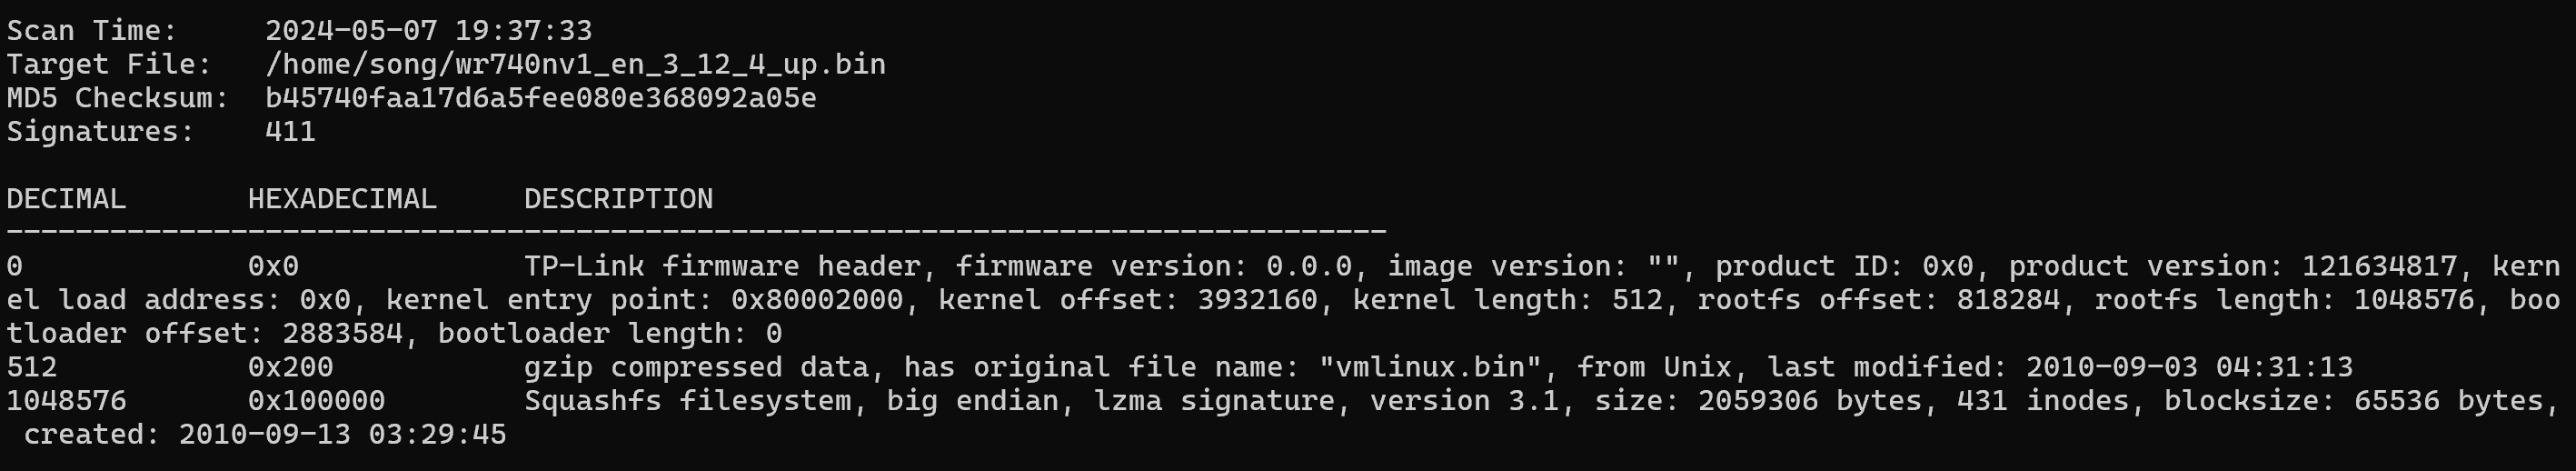 Scan Time:     2024-05-07 19:37:33
Target File:   /home/song/wr740nv1_en_3_12_4_up.bin
MD5 Checksum:  b45740faa17d6a5fee080e368092a05e
Signatures:    411
DECIMAL       HEXADECIMAL     DESCRIPTION
--------------------------------------------------------------------------------
0             0x0             TP-Link firmware header, firmware version: 0.0.0, image version: "", product ID: 0x0, product version: 121634817, kern
el load address: 0x0, kernel entry point: 0x80002000, kernel offset: 3932160, kernel length: 512, rootfs offset: 818284, rootfs length: 1048576, boo
tloader offset: 2883584, bootloader length: 0
512           0x200           gzip compressed data, has original file name: "vmlinux.bin", from Unix, last modified: 2010-09-03 04:31:13
1048576       0x100000        Squashfs filesystem, big endian, lzma signature, version 3.1, size: 2059306 bytes, 431 inodes, blocksize: 65536 bytes,
 created: 2010-09-13 03:29:45